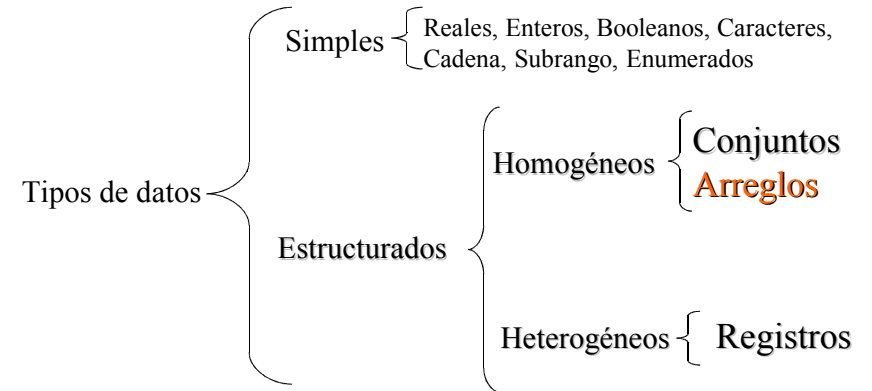 Tipos de datos
Simples
Reales, Enteros, Booleanos, Caracteres,
Cadena, Subrango, Enumerados
Estructurados
Homogéneos
Conjuntos
Arreglos
Heterogéneos
Registros